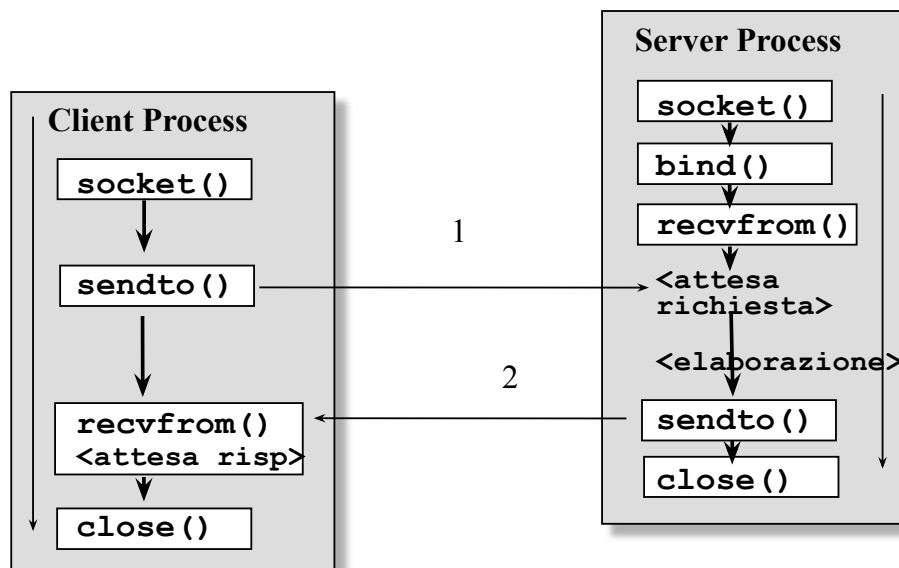 Client Process
socket()
sendto()
recvfrom()
<attesa risp>
close()
1
2
Server Process
socket()
bind()
recvfrom()
<attesa
richiesta>
<elaborazione>
sendto()
close()